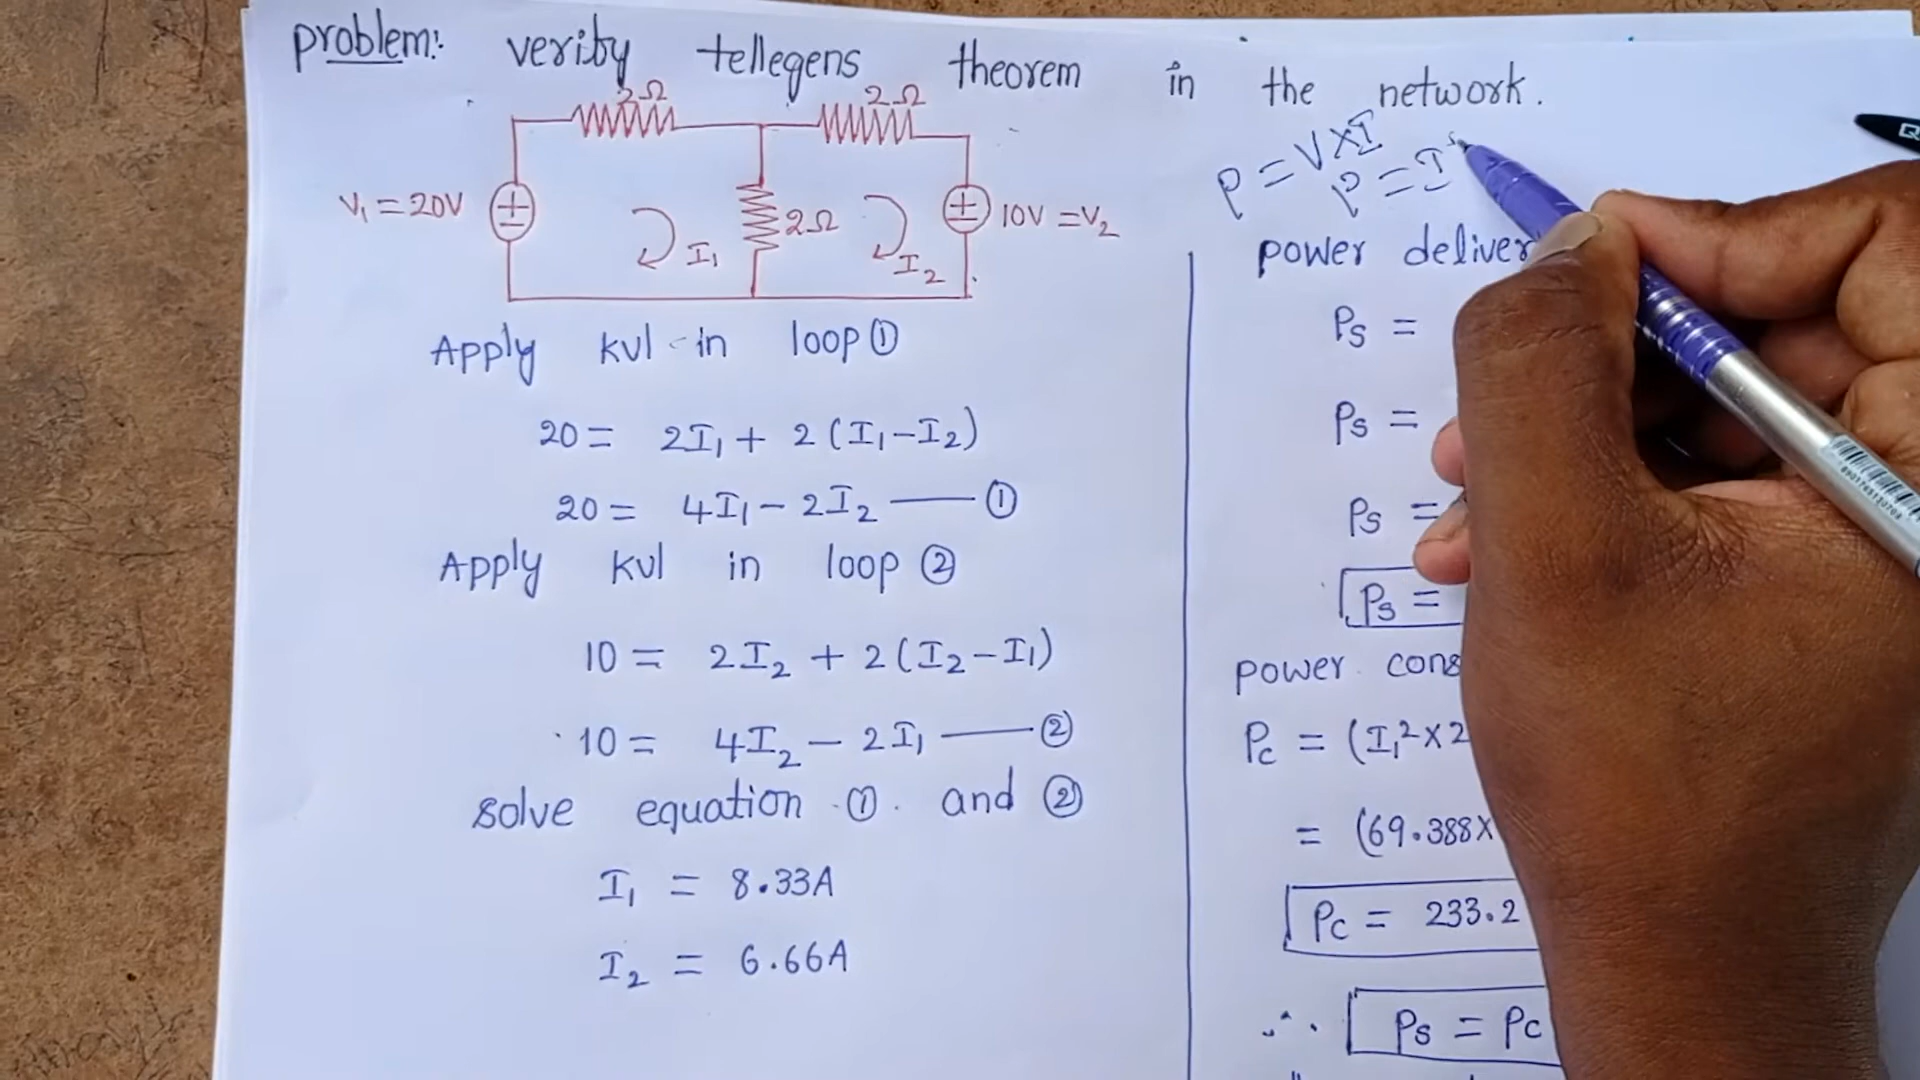 problem: verify tellegens theorem in the network.
2Ω 2Ω
V₁ = 20V
2Ω
10V = V₂
I₁
I₂
Apply kvl in loop ①
20 = 2I₁ + 2(I₁-I₂)
20 = 4I₁ - 2I₂ —— ①
Apply kvl in loop ②
10 = 2I₂ + 2(I₂-I₁)
10 = 4I₂ - 2I₁ —— ②
solve equation ① and ②
I₁ = 8.33A
I₂ = 6.66A
P = V×I
P = I
power deliver
Ps =
Ps =
Ps =
Ps =
power cons
Pc = (I₁²×2
= (69.388×
Pc = 233.2
∴ Ps = Pc